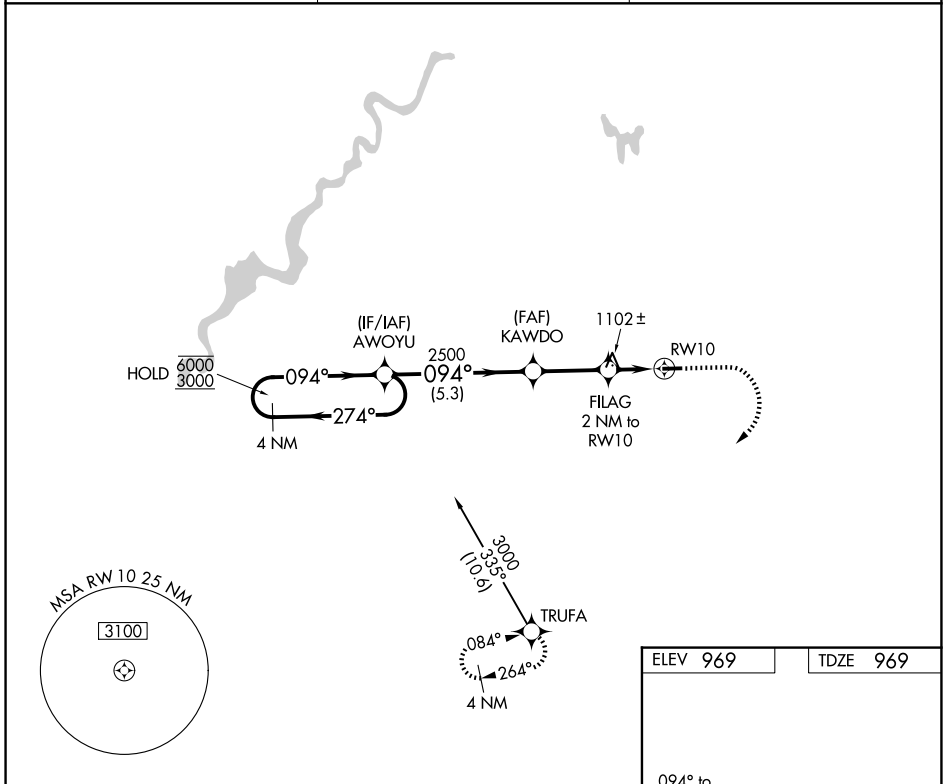 (IF/IAF)
AWOYU
(FAF)
KAWDO
1102±
RW10
HOLD
6000
3000
094°
2500
094°
(5.3)
274°
4 NM
FILAG
2 NM to
RW10
3000
335°
(10.6)
TRUFA
084°
264°
4 NM
MSA RW 10 25 NM
3100
ELEV 969
TDZE 969
094° to